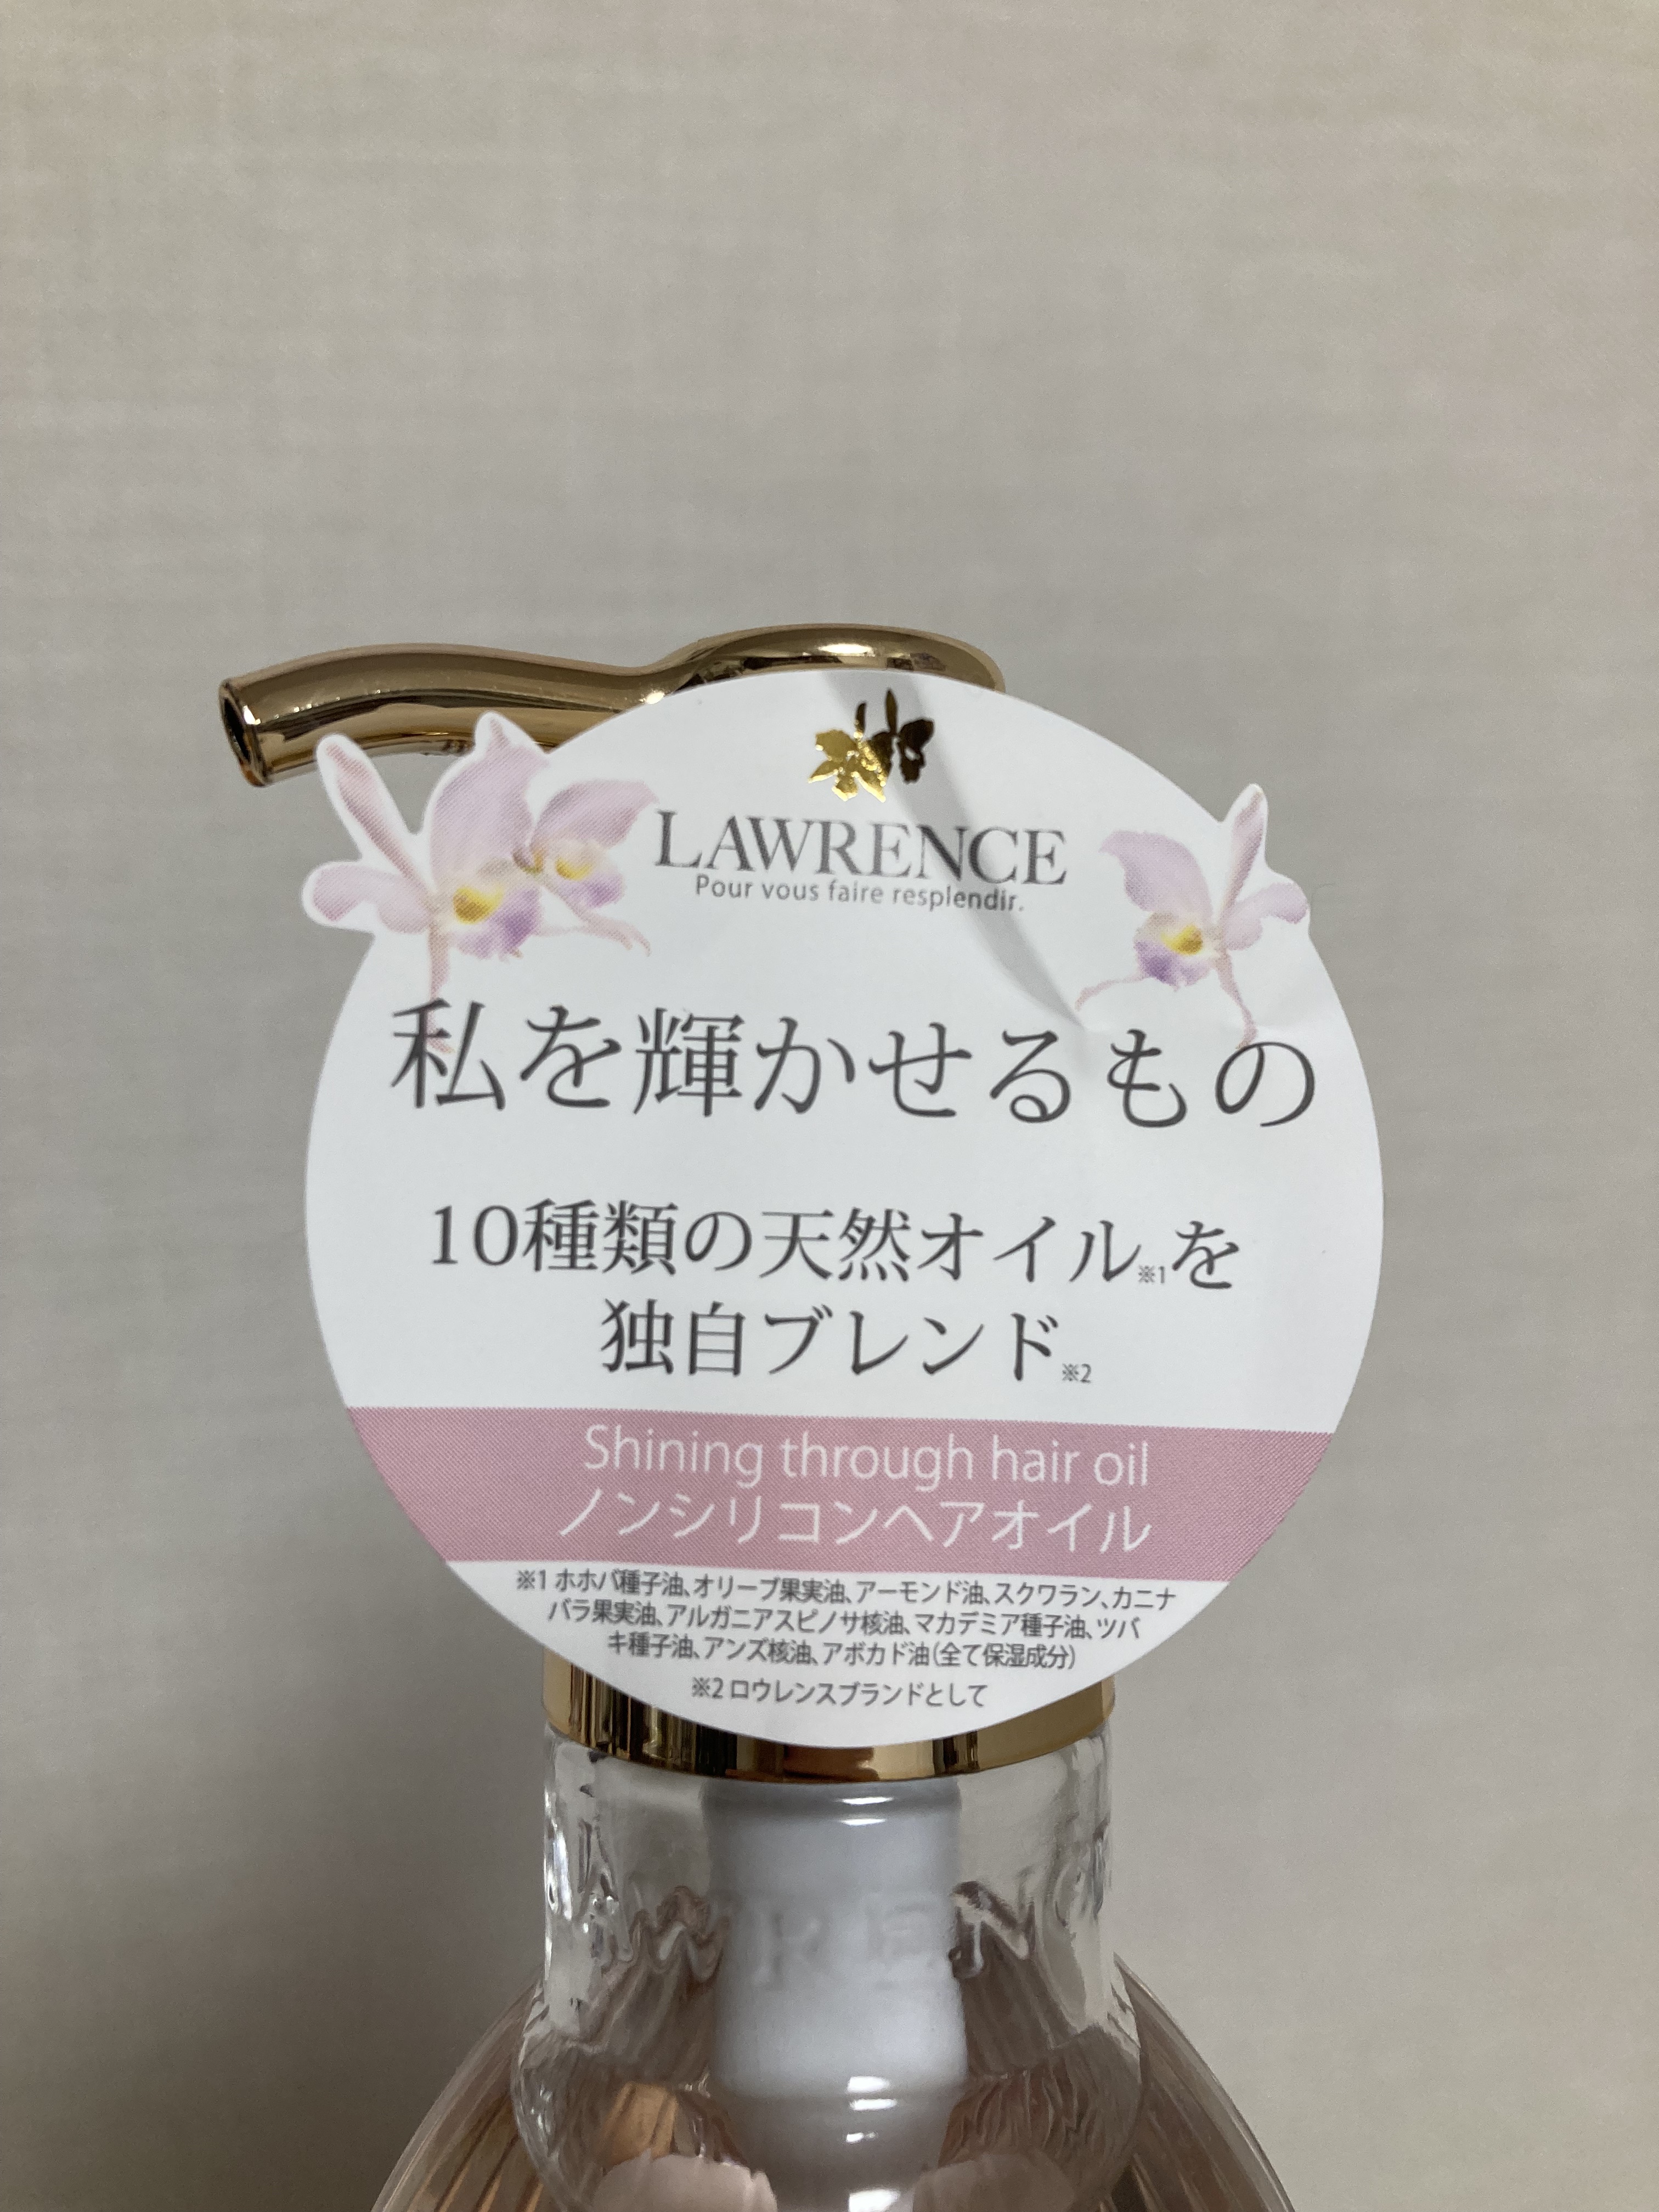 LAWRENCE
Pour vous faire resplendir.
私を輝かせるもの
10種類の天然オイル※1を
独自ブレンド※2
Shining through hair oil
ノンシリコンヘアオイル
※1 ホホバ種子油、オリーブ果実油、アーモンド油、スクワラン、カニナ
バラ果実油、アルガニアスピノサ核油、マカデミア種子油、ツバ
キ種子油、アンズ核油、アボカド油(全て保湿成分)
※2 ロウレンスブランドとして
LAWRENC